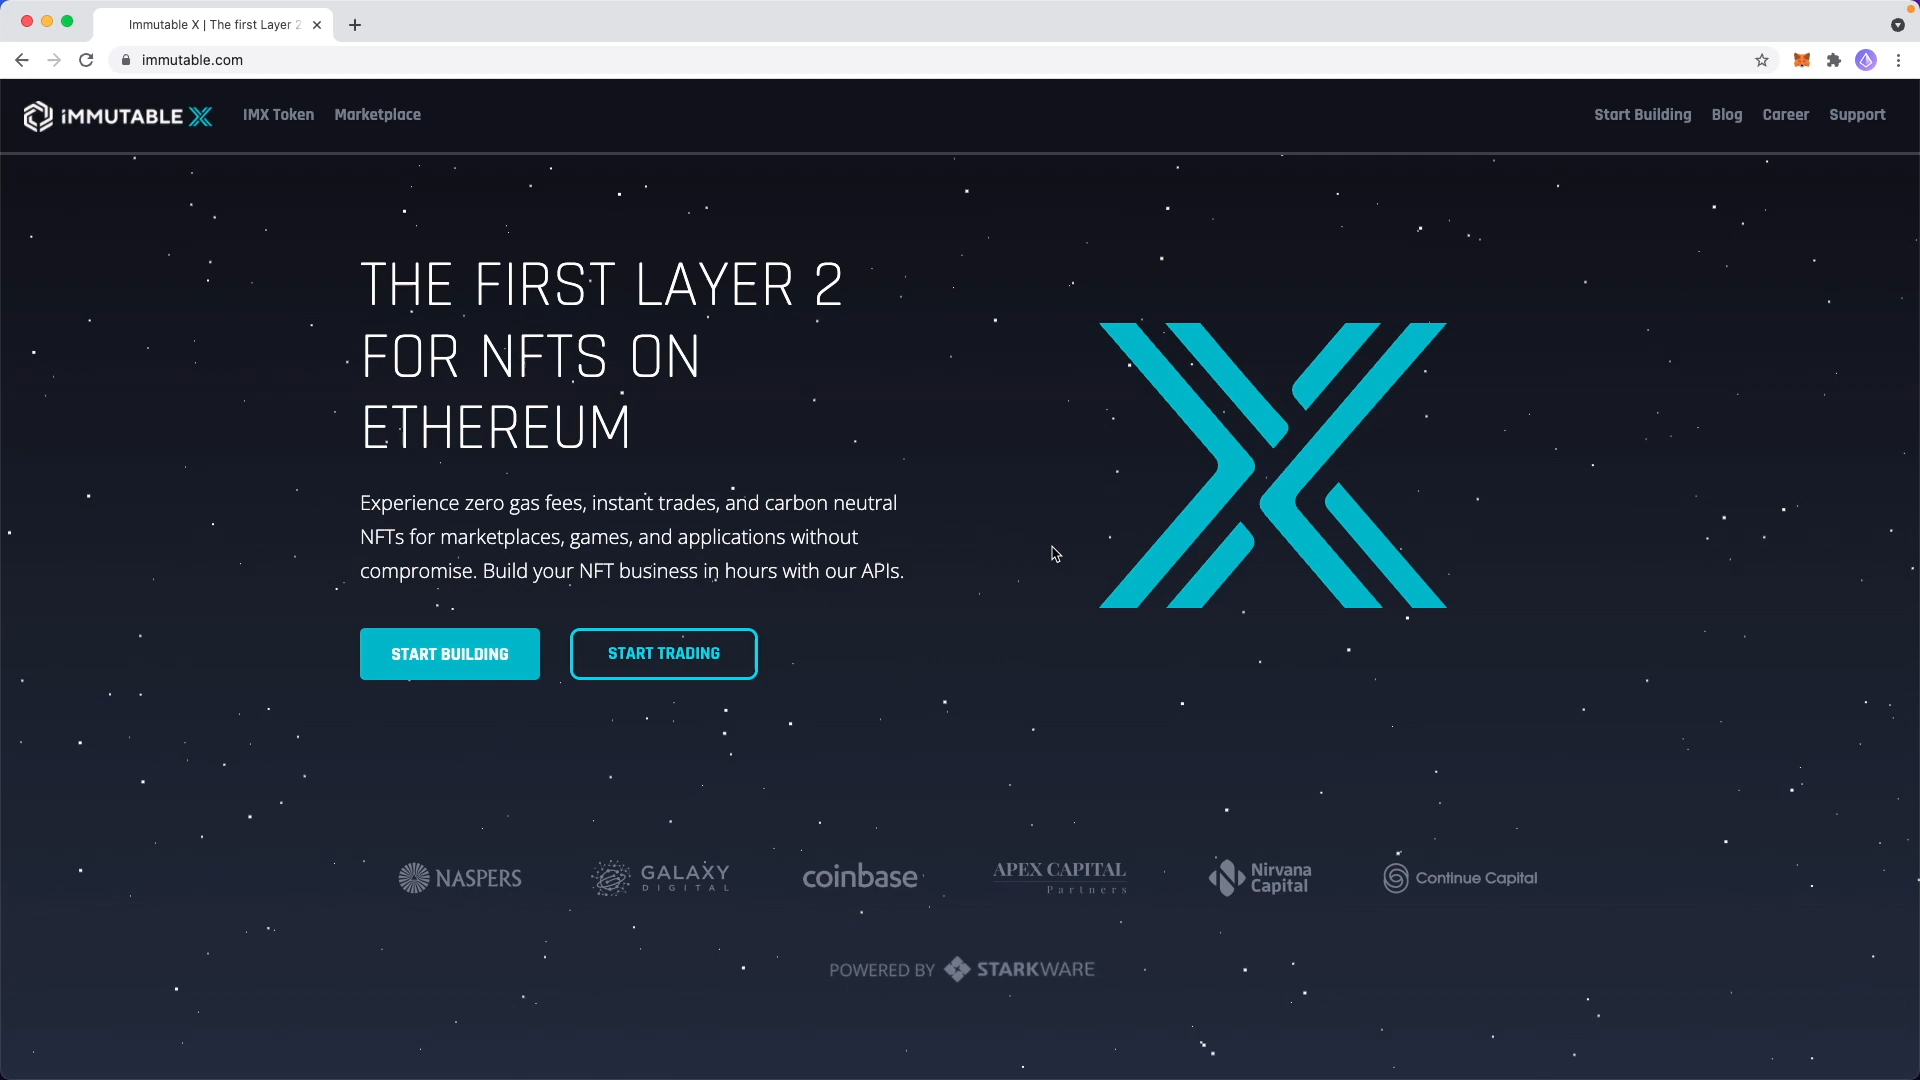 Immutable X | The first Layer 2
immutable.com
iMMUTABLE X
IMX Token
Marketplace
Start Building
Blog
Career
Support
THE FIRST LAYER 2
FOR NFTS ON
ETHEREUM
Experience zero gas fees, instant trades, and carbon neutral
NFTs for marketplaces, games, and applications without
compromise. Build your NFT business in hours with our APIs.
START BUILDING
START TRADING
NASPERS
GALAXY
DIGITAL
coinbase
APEX CAPITAL
Partners
Nirvana
Capital
Continue Capital
POWERED BY STARKWARE